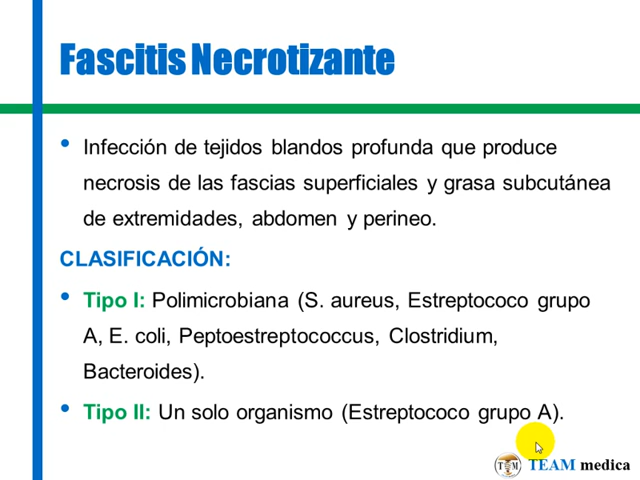 Fascitis Necrotizante
• Infección de tejidos blandos profunda que produce
necrosis de las fascias superficiales y grasa subcutánea
de extremidades, abdomen y perineo.
CLASIFICACIÓN:
• Tipo I: Polimicrobiana (S. aureus, Estreptococo grupo
A, E. coli, Peptoestreptococcus, Clostridium,
Bacteroides).
• Tipo II: Un solo organismo (Estreptococo grupo A).
TM TEAM medica